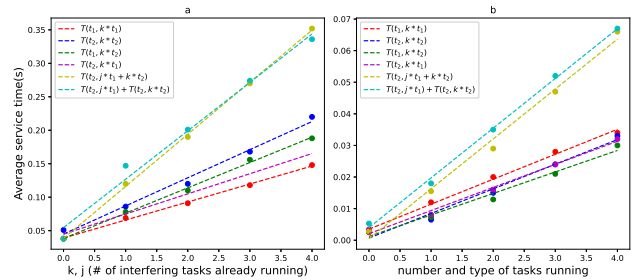 a
0.35
0.30
0.25
0.20
0.15
0.10
0.05
Average service time(s)
T(t₁, k * t₁)
T(t₂, k * t₂)
T(t₁, k * t₂)
T(t₂, k * t₁)
T(t₂, j * t₁ + k * t₂)
T(t₂, j * t₁) + T(t₂, k * t₂)
0.0 0.5 1.0 1.5 2.0 2.5 3.0 3.5 4.0
k, j (# of interfering tasks already running)
b
0.07
0.06
0.05
0.04
0.03
0.02
0.01
0.00
T(t₁, k * t₁)
T(t₂, k * t₂)
T(t₁, k * t₂)
T(t₂, k * t₁)
T(t₂, j * t₁ + k * t₂)
T(t₂, j * t₁) + T(t₂, k * t₂)
0.0 0.5 1.0 1.5 2.0 2.5 3.0 3.5 4.0
number and type of tasks running